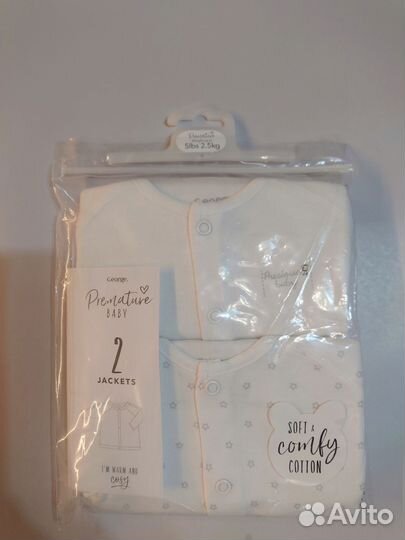 5lbs 2.5kg
George.
Premature
BABY
2
JACKETS
I'M WARM AND
cosy
SOFT &
comfy
COTTON
Avito